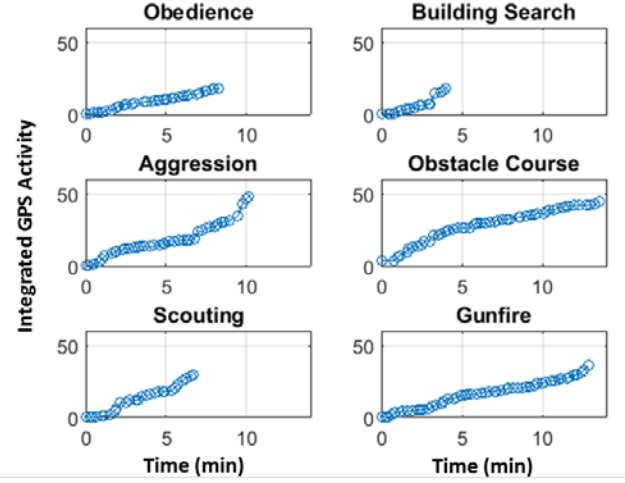 Obedience
Building Search
50
0
0 5 10
50
0
0 5 10
Aggression
Obstacle Course
50
0
0 5 10
50
0
0 5 10
Scouting
Gunfire
50
0
0 5 10
50
0
0 5 10
Time (min)
Time (min)
Integrated GPS Activity